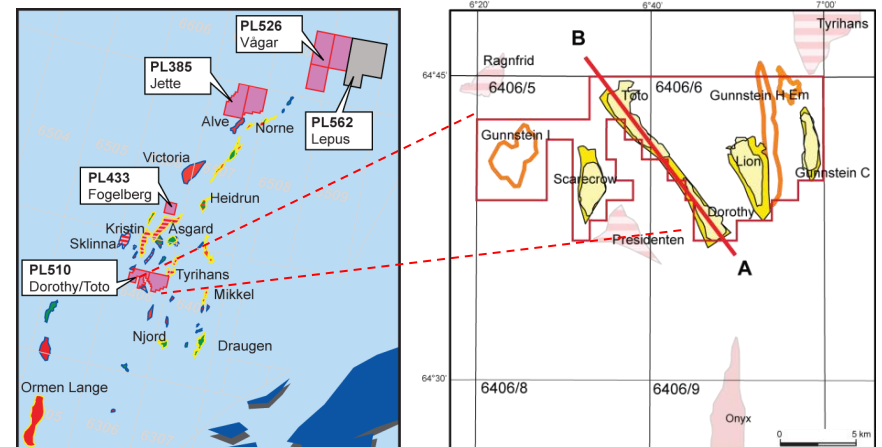 PL526
Vågar
PL385
Jette
PL562
Lepus
Alve
Norne
Victoria
PL433
Fogelberg
Heidrun
Kristin
Åsgard
Sklinna
PL510
Dorothy/Toto
Tyrihans
Mikkel
Njord
Draugen
Ormen Lange
6°20
6°40
7°00
Tyrihans
B
Ragnfrid
64°45
6406/5
6406/6
Toto
Gunnstein H Em
Gunnstein I
Scarecrow
Lion
Gunnstein C
Dorothy
Presidenten
A
64°30
6406/8
6406/9
Onyx
0
5 km